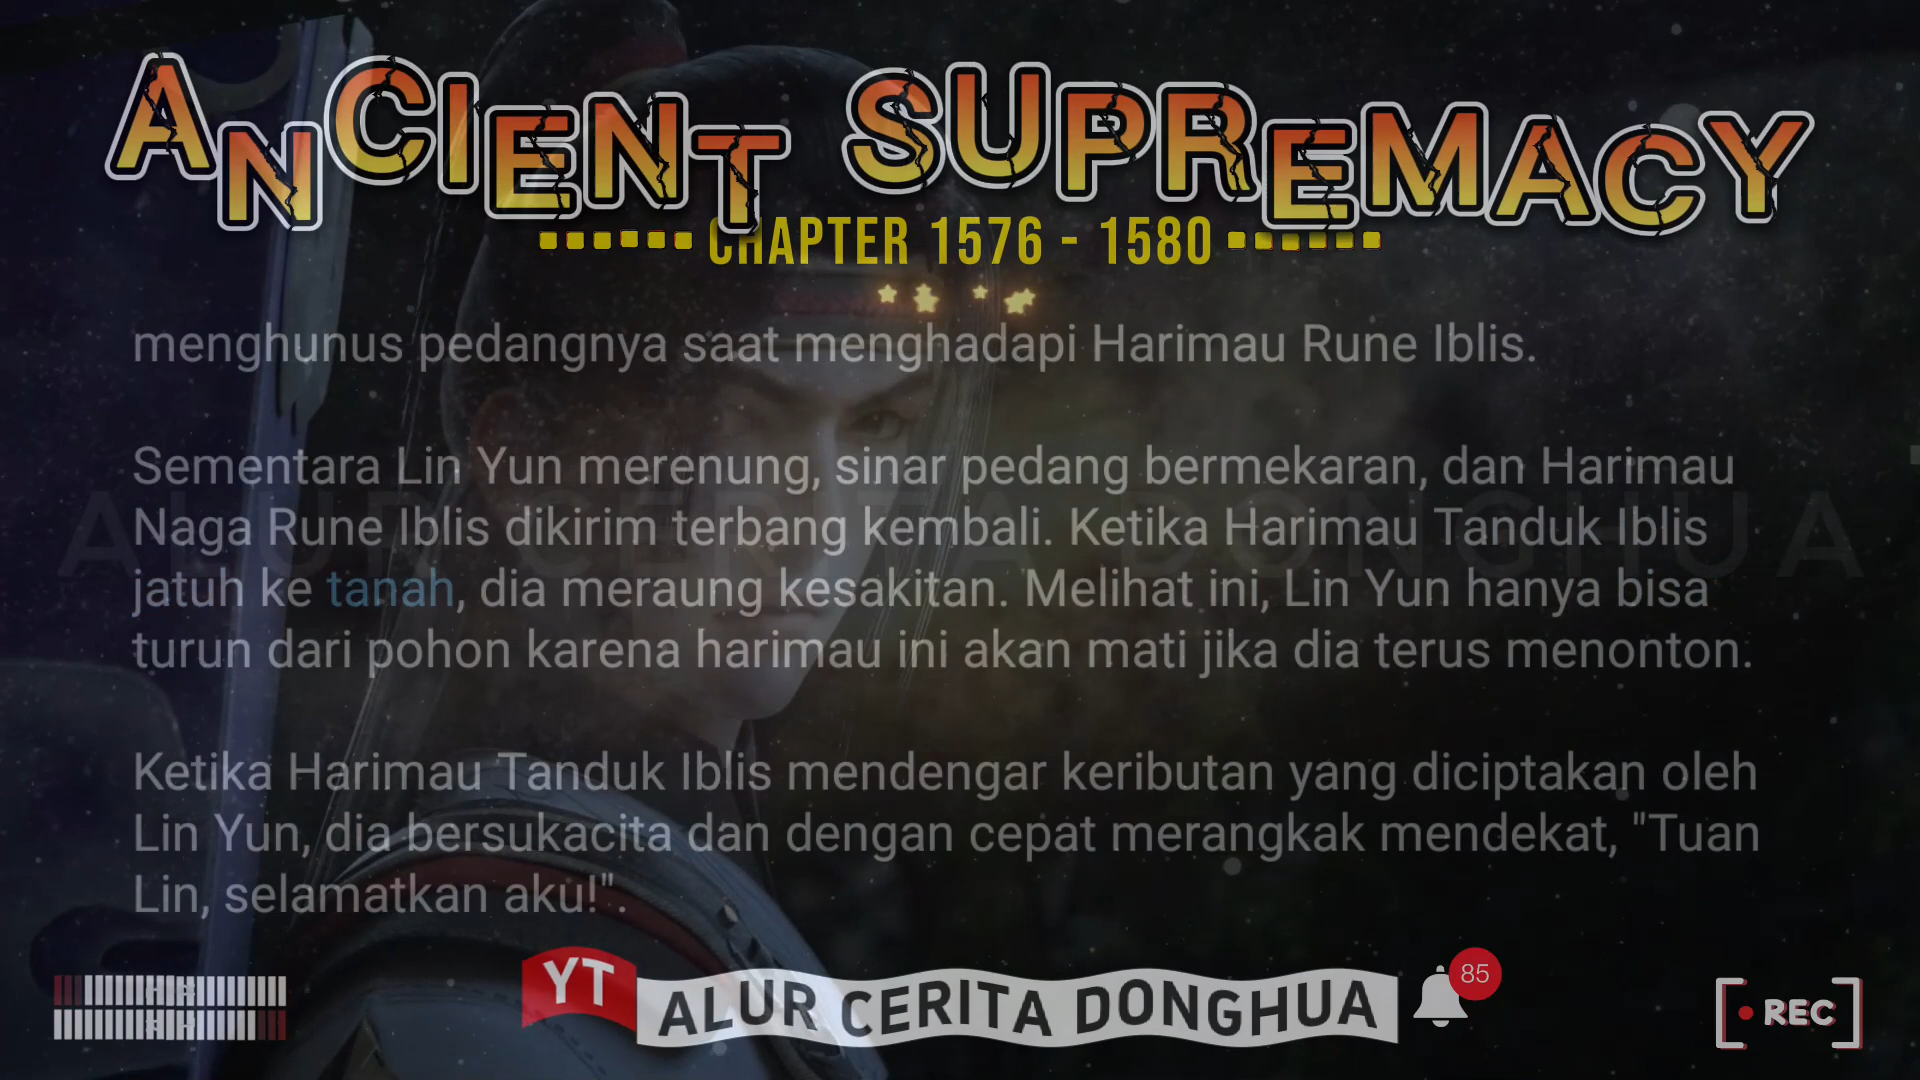 ANCIENT SUPREMACY
CHAPTER 1576 - 1580
menghunus pedangnya saat menghadapi Harimau Rune Iblis.
Sementara Lin Yun merenung, sinar pedang bermekaran, dan Harimau
Naga Rune Iblis dikirim terbang kembali. Ketika Harimau Tanduk Iblis
jatuh ke tanah, dia meraung kesakitan. Melihat ini, Lin Yun hanya bisa
turun dari pohon karena harimau ini akan mati jika dia terus menonton.
Ketika Harimau Tanduk Iblis mendengar keributan yang diciptakan oleh
Lin Yun, dia bersukacita dan dengan cepat merangkak mendekat, "Tuan
Lin, selamatkan aku!".
ALUR CERITA DONGHUA
YT ALUR CERITA DONGHUA 85
REC